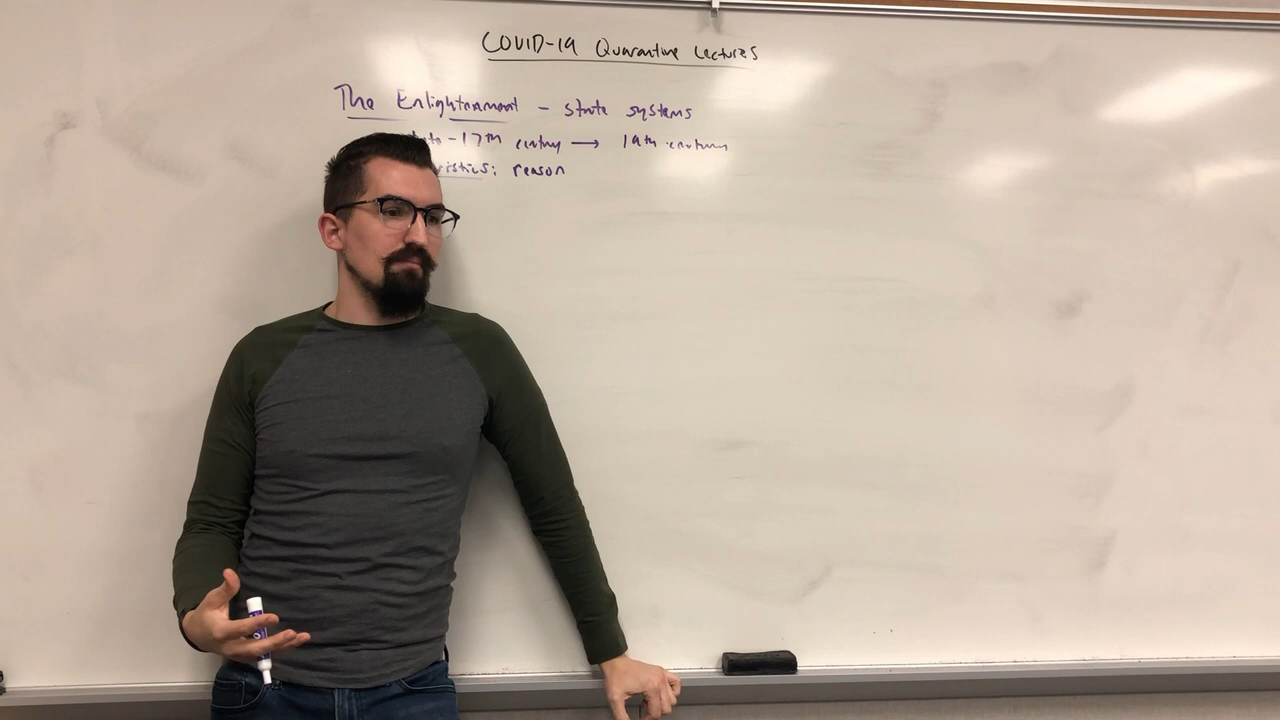 COVID-19 Quarantine Lectures
The Enlightenment - state systems
17th century → 19th century
reason